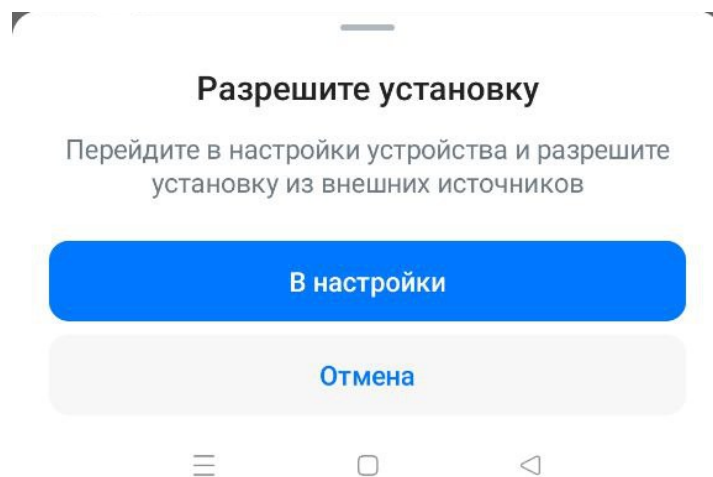 Разрешите установку
Перейдите в настройки устройства и разрешите
установку из внешних источников
В настройки
Отмена